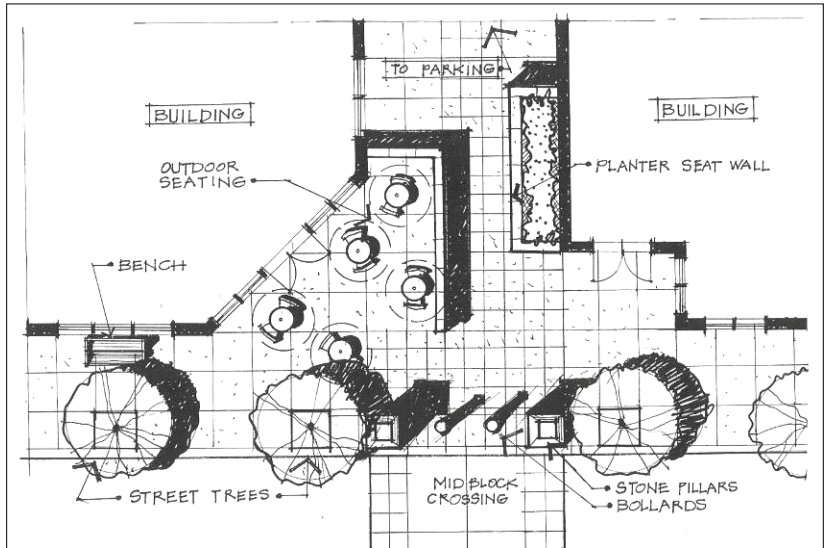 TO PARKING
BUILDING
BUILDING
OUTDOOR
SEATING
PLANTER SEAT WALL
BENCH
MID BLOCK
CROSSING
STREET TREES
STONE PILLARS
BOLLARDS